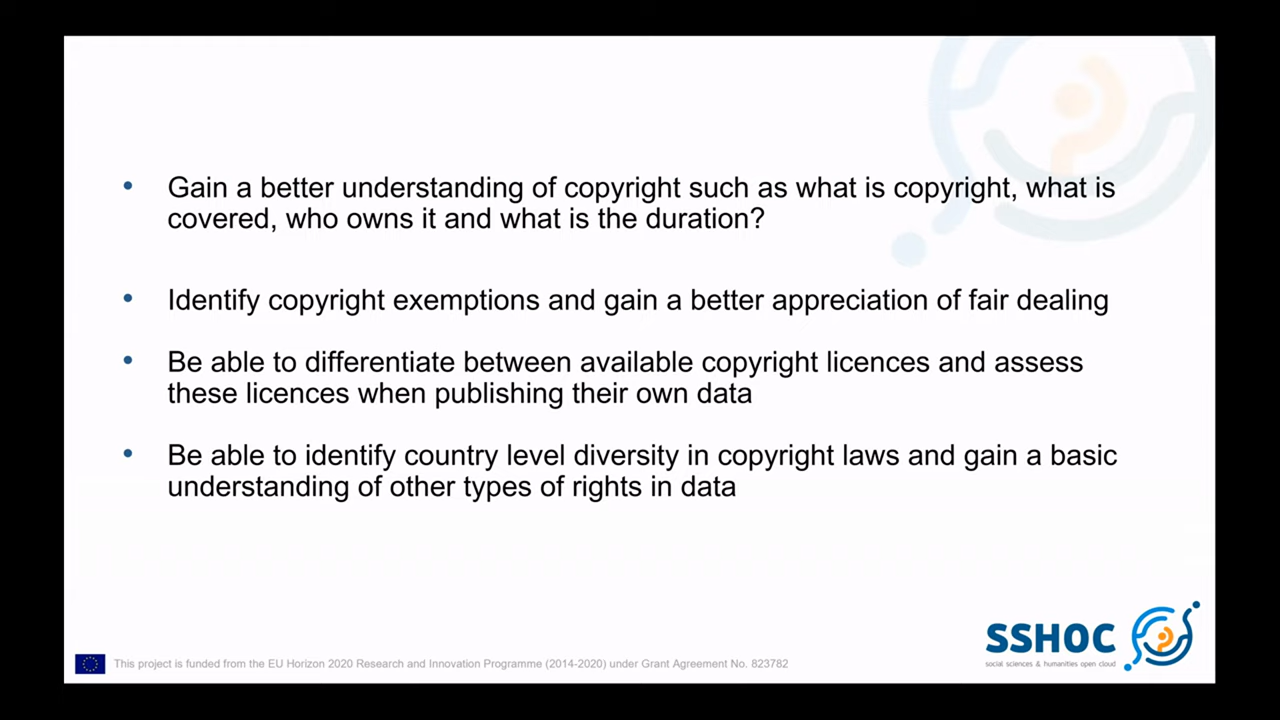 • Gain a better understanding of copyright such as what is copyright, what is
covered, who owns it and what is the duration?
• Identify copyright exemptions and gain a better appreciation of fair dealing
• Be able to differentiate between available copyright licences and assess
these licences when publishing their own data
• Be able to identify country level diversity in copyright laws and gain a basic
understanding of other types of rights in data
SSHOC
social sciences & humanities open cloud
This project is funded from the EU Horizon 2020 Research and Innovation Programme (2014-2020) under Grant Agreement No. 823782